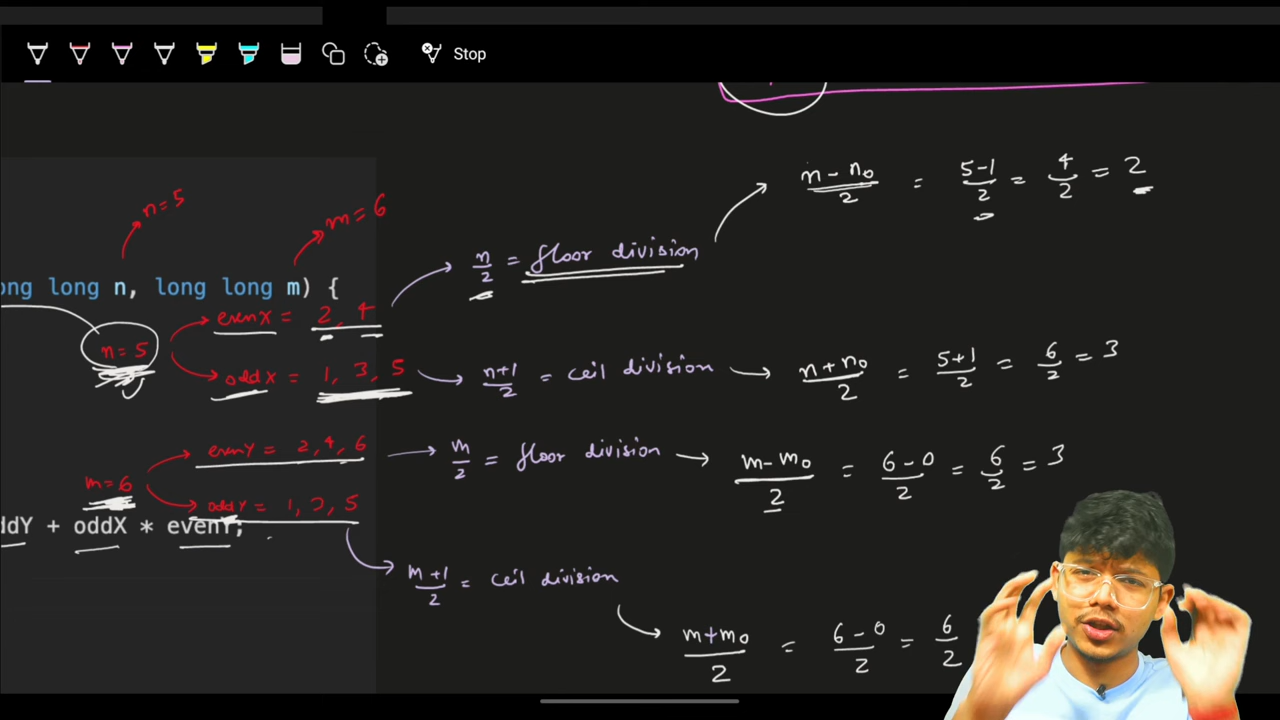 Stop
n - n₀ / 2 = 5-1 / 2 = 4 / 2 = 2
n=5
m=6
n / 2 = floor division
ong long n, long long m) {
evenX = 2, 4
n=5
oddX = 1, 3, 5
n+1 / 2 = ceil division
n+n₀ / 2 = 5+1 / 2 = 6 / 2 = 3
evenY = 2,4,6
m / 2 = floor division
m-m₀ / 2 = 6-0 / 2 = 6 / 2 = 3
m=6
oddY = 1, 3, 5
ddY + oddX * evenY;
m+1 / 2 = ceil division
m+m₀ / 2 = 6-0 / 2 = 6 / 2